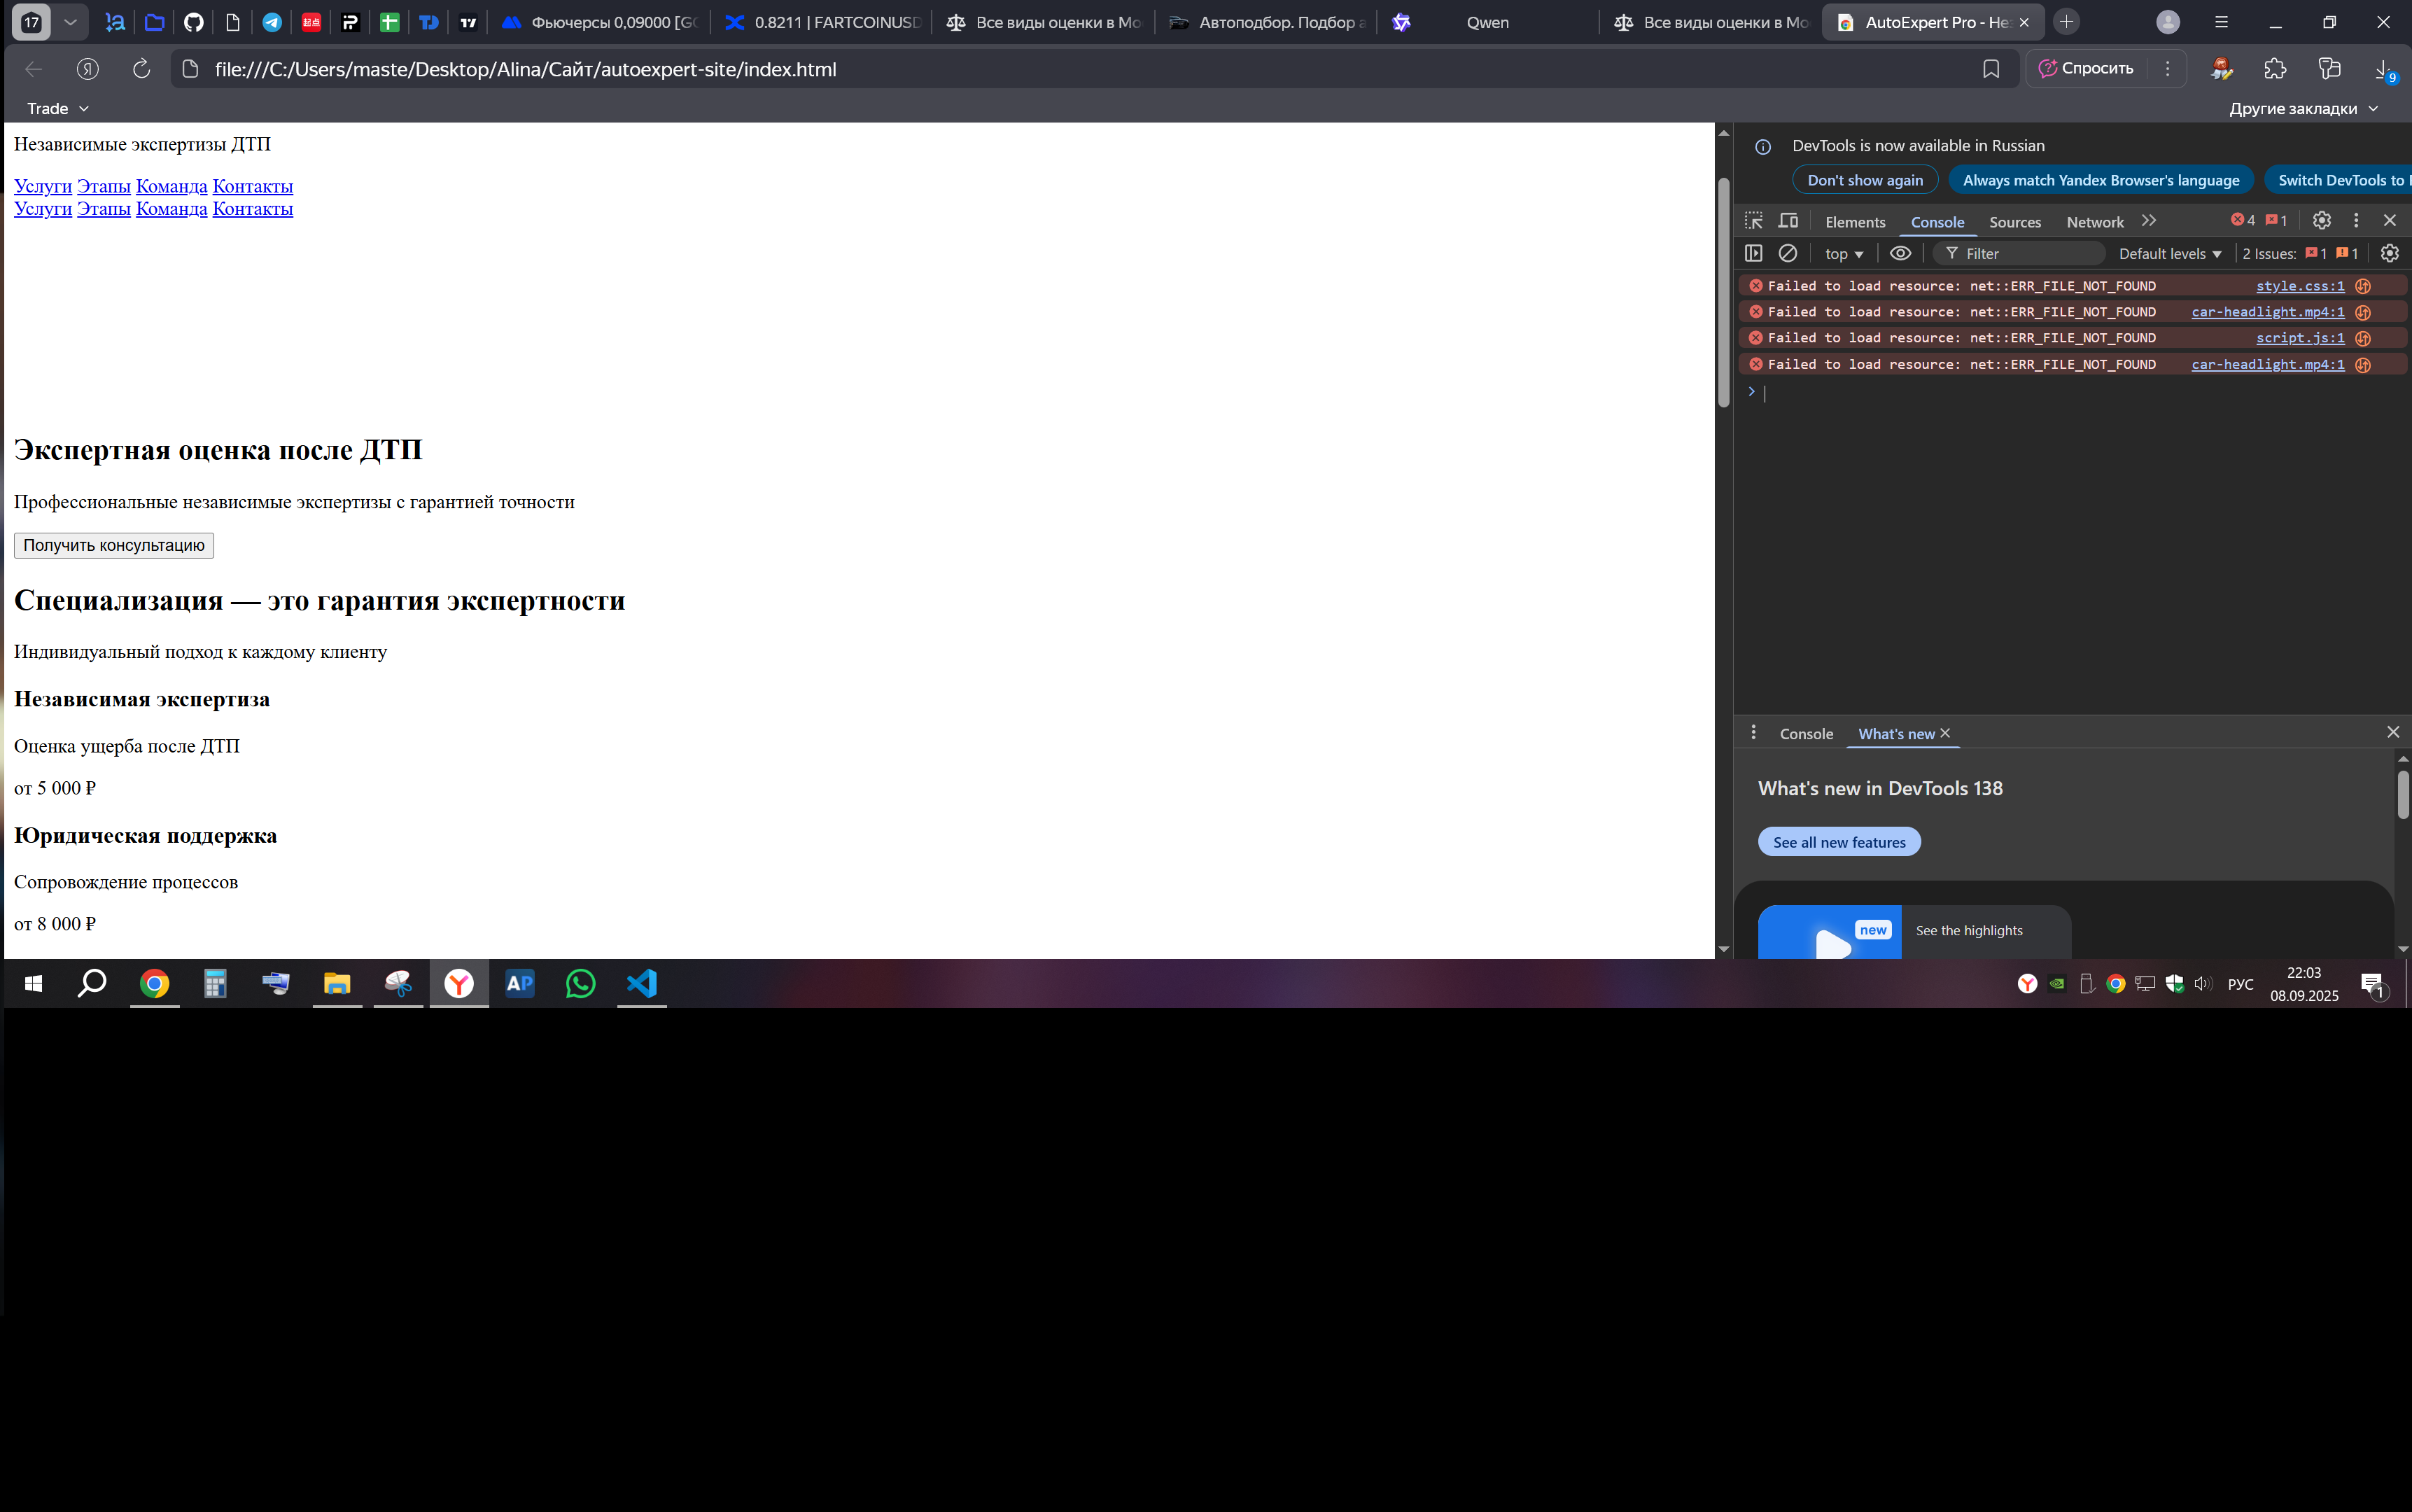 17
Фьючерсы 0,09000 [GO
0.8211 | FARTCOINUSD
Все виды оценки в Мо
Автоподбор. Подбор а
Qwen
Все виды оценки в Мо
AutoExpert Pro - Не
file:///C:/Users/maste/Desktop/Alina/Сайт/autoexpert-site/index.html
Спросить
9
Trade
Другие закладки
Независимые экспертизы ДТП
Услуги Этапы Команда Контакты
Услуги Этапы Команда Контакты
Экспертная оценка после ДТП
Профессиональные независимые экспертизы с гарантией точности
Получить консультацию
Специализация — это гарантия экспертности
Индивидуальный подход к каждому клиенту
Независимая экспертиза
Оценка ущерба после ДТП
от 5 000 ₽
Юридическая поддержка
Сопровождение процессов
от 8 000 ₽
DevTools is now available in Russian
Don't show again
Always match Yandex Browser's language
Switch DevTools to
Elements Console Sources Network
4 1
top
Filter
Default levels
2 Issues: 1 1
Failed to load resource: net::ERR_FILE_NOT_FOUND style.css:1
Failed to load resource: net::ERR_FILE_NOT_FOUND car-headlight.mp4:1
Failed to load resource: net::ERR_FILE_NOT_FOUND script.js:1
Failed to load resource: net::ERR_FILE_NOT_FOUND car-headlight.mp4:1
Console What's new
What's new in DevTools 138
See all new features
new
See the highlights
AP
РУС
22:03
08.09.2025
1